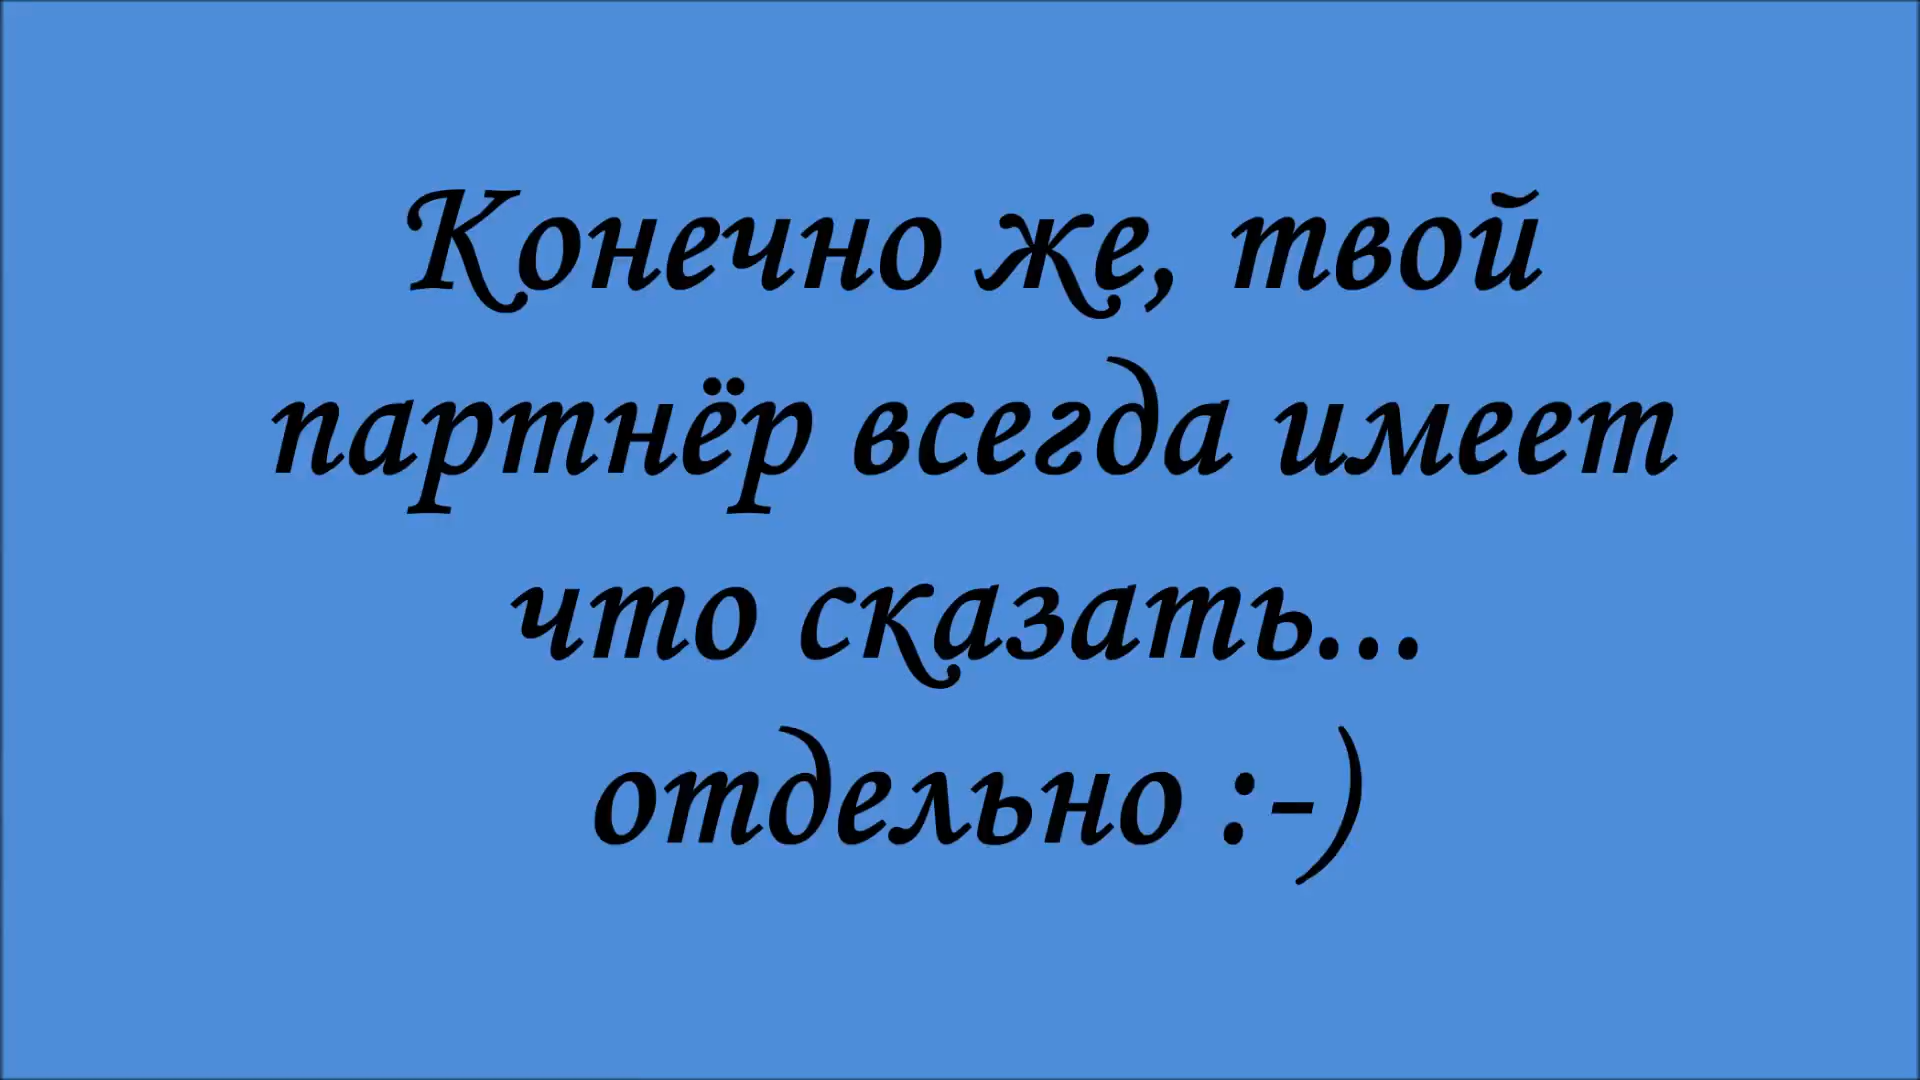 Конечно же, твой
партнёр всегда имеет
что сказать...
отдельно :-)